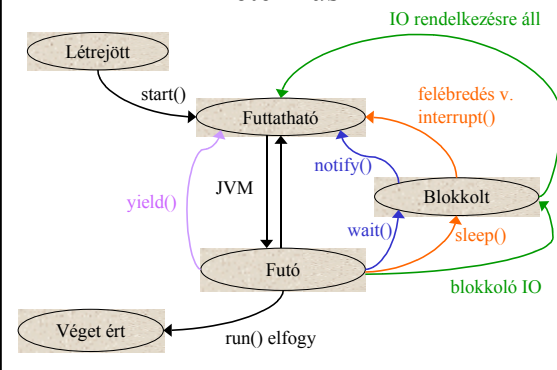 IO rendelkezésre áll
Létrejött
start()
felébredés v.
interrupt()
Futtatható
notify()
JVM
Blokkolt
yield()
wait()
sleep()
Futó
blokkoló IO
Véget ért
run() elfogy